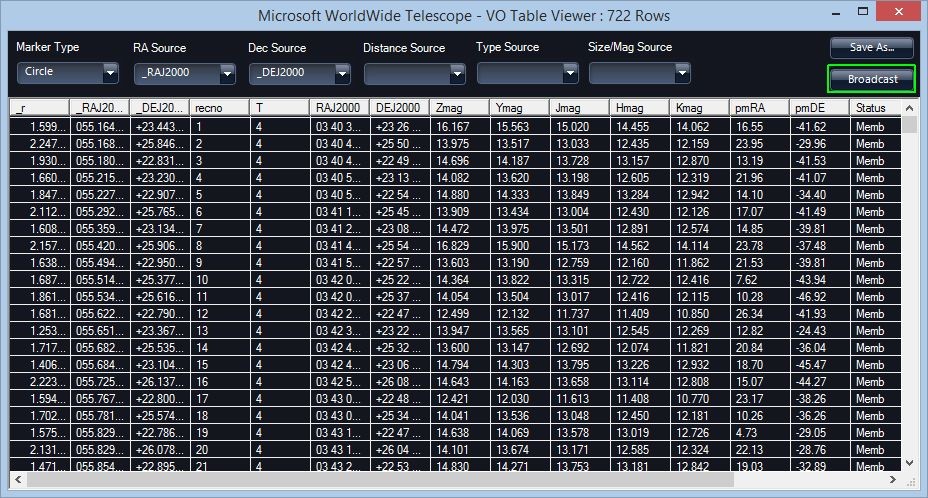 Microsoft WorldWide Telescope - VO Table Viewer : 722 Rows
Marker Type RA Source Dec Source Distance Source Type Source Size/Mag Source Save As...
Circle _RAJ2000 _DEJ2000 Broadcast
_r _RAJ20... _DEJ20... recno T RAJ2000 DEJ2000 Zmag Ymag Jmag Hmag Kmag pmRA pmDE Status
1.599... 055.164... +23.443... 1 4 03 40 3... +23 26 ... 16.167 15.563 15.020 14.455 14.062 16.55 -41.62 Memb
2.247... 055.168... +25.846... 2 4 03 40 4... +25 50 ... 13.975 13.517 13.033 12.435 12.159 23.95 -29.96 Memb
1.930... 055.180... +22.831... 3 4 03 40 4... +22 49 ... 14.696 14.187 13.728 13.157 12.870 13.19 -41.53 Memb
1.660... 055.215... +23.230... 4 4 03 40 5... +23 13 ... 14.082 13.620 13.198 12.605 12.319 21.96 -41.07 Memb
1.847... 055.227... +22.907... 5 4 03 40 5... +22 54 ... 14.880 14.333 13.849 13.284 12.942 14.10 -34.40 Memb
2.112... 055.292... +25.765... 6 4 03 41 1... +25 45 ... 13.909 13.434 13.004 12.430 12.126 17.07 -41.49 Memb
1.608... 055.359... +23.134... 7 4 03 41 2... +23 08 ... 14.472 13.975 13.501 12.891 12.574 14.85 -39.81 Memb
2.157... 055.420... +25.906... 8 4 03 41 4... +25 54 ... 16.829 15.900 15.173 14.562 14.114 23.78 -37.48 Memb
1.638... 055.494... +22.950... 9 4 03 41 5... +22 57 ... 13.603 13.190 12.759 12.160 11.862 21.53 -39.81 Memb
1.687... 055.514... +25.371... 10 4 03 42 0... +25 22 ... 14.364 13.815 13.325 12.722 12.416 7.62 -43.94 Memb
1.861... 055.534... +25.616... 11 4 03 42 0... +25 37 ... 14.054 13.504 13.017 12.416 12.115 10.28 -46.92 Memb
1.681... 055.622... +22.790... 12 4 03 42 2... +22 47 ... 12.499 12.132 11.737 11.409 10.850 26.34 -41.93 Memb
1.253... 055.651... +23.367... 13 4 03 42 3... +23 22 ... 13.947 13.565 13.101 12.545 12.269 12.82 -24.43 Memb
1.717... 055.682... +25.535... 14 4 03 42 4... +25 32 ... 13.600 13.147 12.692 12.074 11.821 20.84 -36.04 Memb
1.406... 055.684... +23.104... 15 4 03 42 4... +23 06 ... 14.794 14.303 13.795 13.226 12.932 18.70 -45.47 Memb
2.223... 055.725... +26.137... 16 4 03 42 5... +26 08 ... 14.643 14.163 13.658 13.114 12.808 15.07 -44.27 Memb
1.594... 055.767... +22.800... 17 4 03 43 0... +22 48 ... 12.421 12.030 11.613 11.408 10.770 23.17 -38.26 Memb
1.702... 055.781... +25.574... 18 4 03 43 0... +25 34 ... 14.041 13.536 13.048 12.450 12.181 10.26 -36.26 Memb
1.575... 055.829... +22.786... 19 4 03 43 1... +22 47 ... 14.638 14.069 13.578 13.019 12.726 4.73 -29.05 Memb
2.131... 055.829... +26.078... 20 4 03 43 1... +26 04 ... 14.101 13.674 13.171 12.585 12.324 22.13 -28.76 Memb
1.471... 055.854... +22.895... 21 4 03 43 2... +22 53 ... 14.830 14.271 13.753 13.181 12.842 19.03 -32.89 Memb